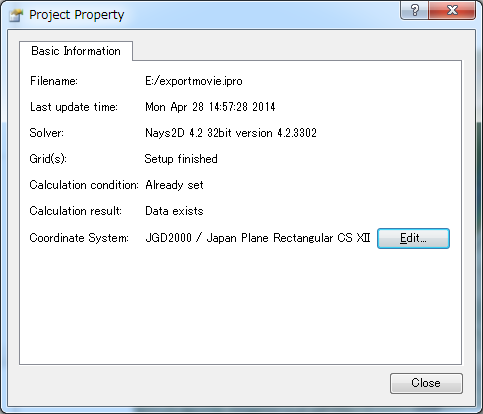 Project Property
Basic Information
Filename: E:/exportmovie.ipro
Last update time: Mon Apr 28 14:57:28 2014
Solver: Nays2D 4.2 32bit version 4.2.3302
Grid(s): Setup finished
Calculation condition: Already set
Calculation result: Data exists
Coordinate System: JGD2000 / Japan Plane Rectangular CS XII Edit...
Close